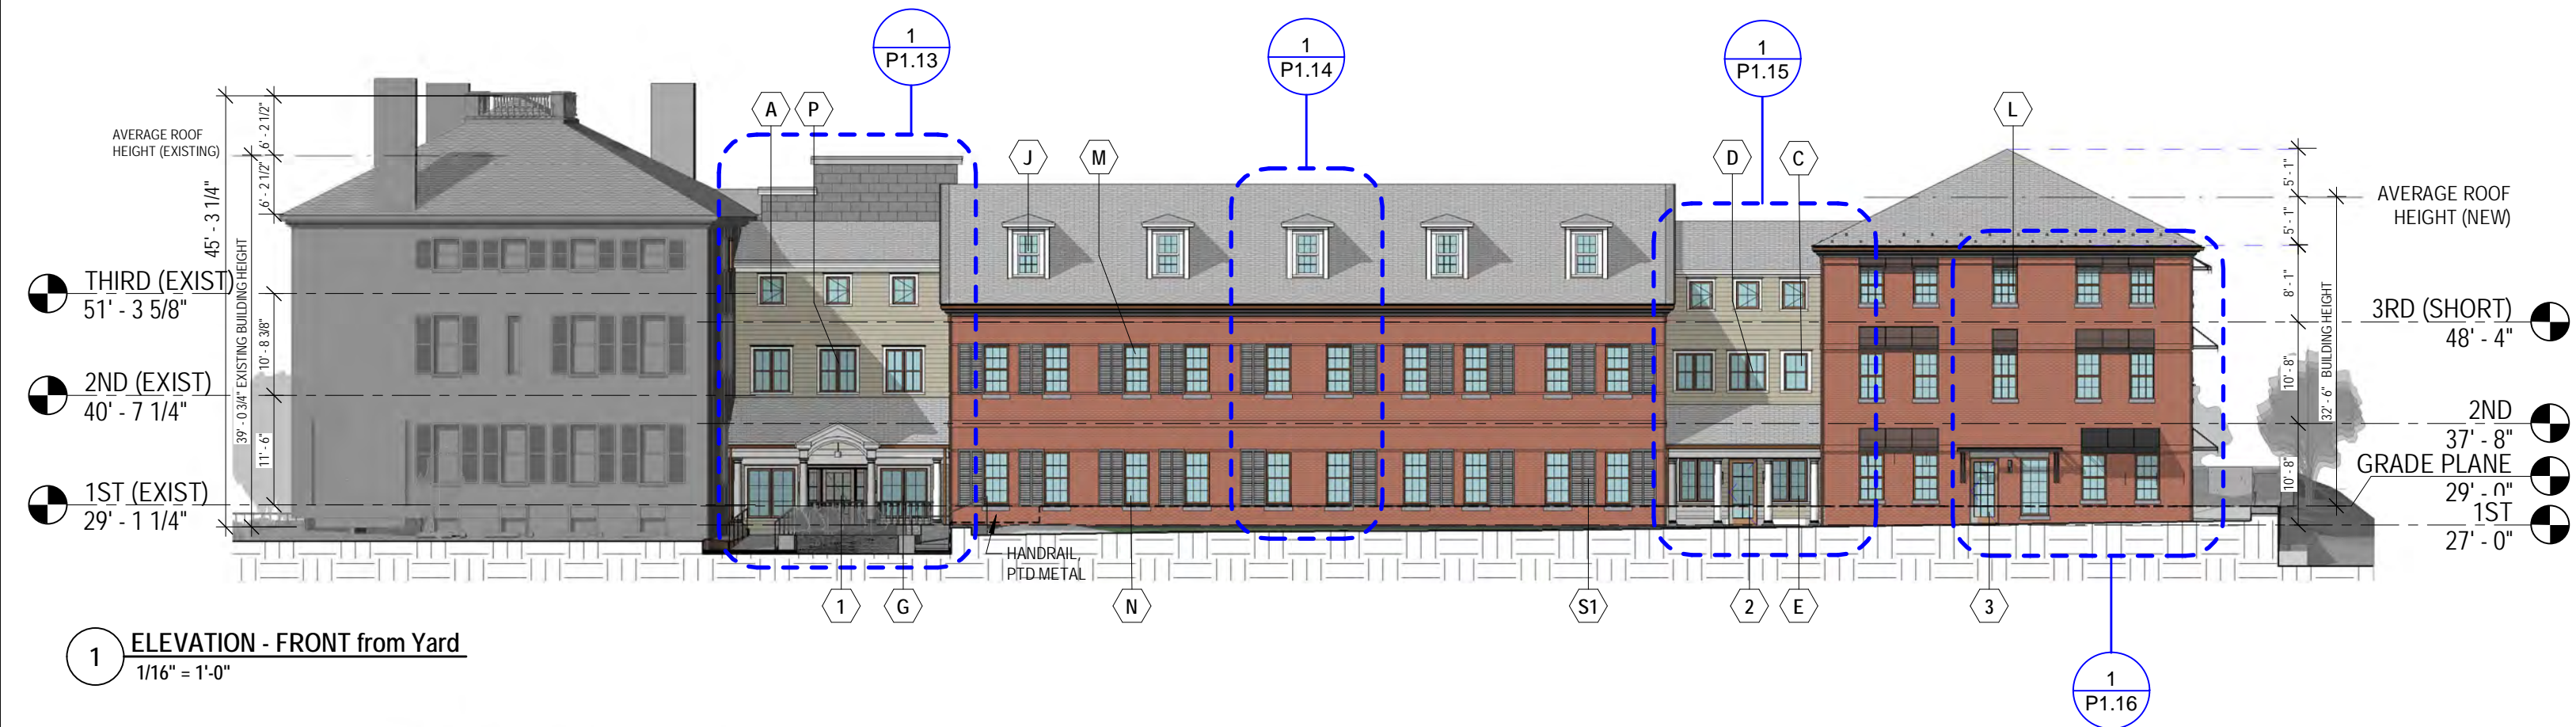 1
P1.13
1
P1.14
1
P1.15
A
P
J
M
D
C
L
AVERAGE ROOF
HEIGHT (EXISTING)
6' - 2 1/2"
6' - 2 1/2"
45' - 3 1/4"
39' - 0 3/4" EXISTING BUILDING HEIGHT
10' - 8 3/8"
11' - 6"
THIRD (EXIST)
51' - 3 5/8"
2ND (EXIST)
40' - 7 1/4"
1ST (EXIST)
29' - 1 1/4"
5' - 1"
5' - 1"
8' - 1"
10' - 8"
10' - 8"
32' - 6" BUILDING HEIGHT
AVERAGE ROOF
HEIGHT (NEW)
3RD (SHORT)
48' - 4"
2ND
37' - 8"
GRADE PLANE
29' - 0"
1ST
27' - 0"
HANDRAIL,
PTD METAL
1
G
N
S1
2
E
3
1
P1.16
1
ELEVATION - FRONT from Yard
1/16" = 1'-0"